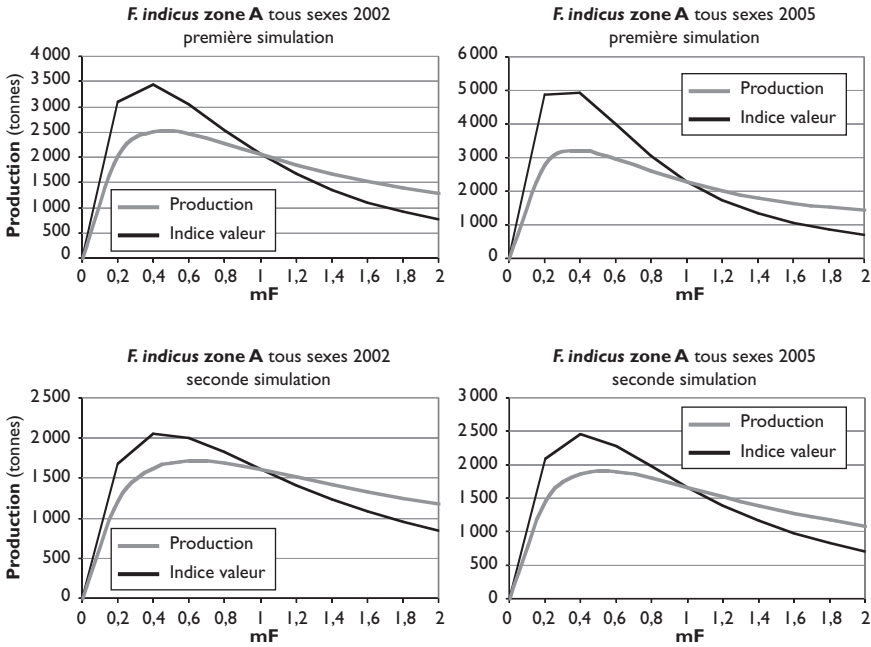 F. indicus zone A tous sexes 2002
première simulation
Production (tonnes)
4 000
3 500
3 000
2 500
2 000
1 500
1 000
500
0
Production
Indice valeur
0 0,2 0,4 0,6 0,8 1 1,2 1,4 1,6 1,8 2
mF
F. indicus zone A tous sexes 2005
première simulation
6 000
5 000
4 000
3 000
2 000
1 000
0
Production
Indice valeur
0 0,2 0,4 0,6 0,8 1 1,2 1,4 1,6 1,8 2
mF
F. indicus zone A tous sexes 2002
seconde simulation
Production (tonnes)
2 500
2 000
1 500
1 000
500
0
Production
Indice valeur
0 0,2 0,4 0,6 0,8 1 1,2 1,4 1,6 1,8 2
mF
F. indicus zone A tous sexes 2005
seconde simulation
3 000
2 500
2 000
1 500
1 000
500
0
Production
Indice valeur
0 0,2 0,4 0,6 0,8 1 1,2 1,4 1,6 1,8 2
mF